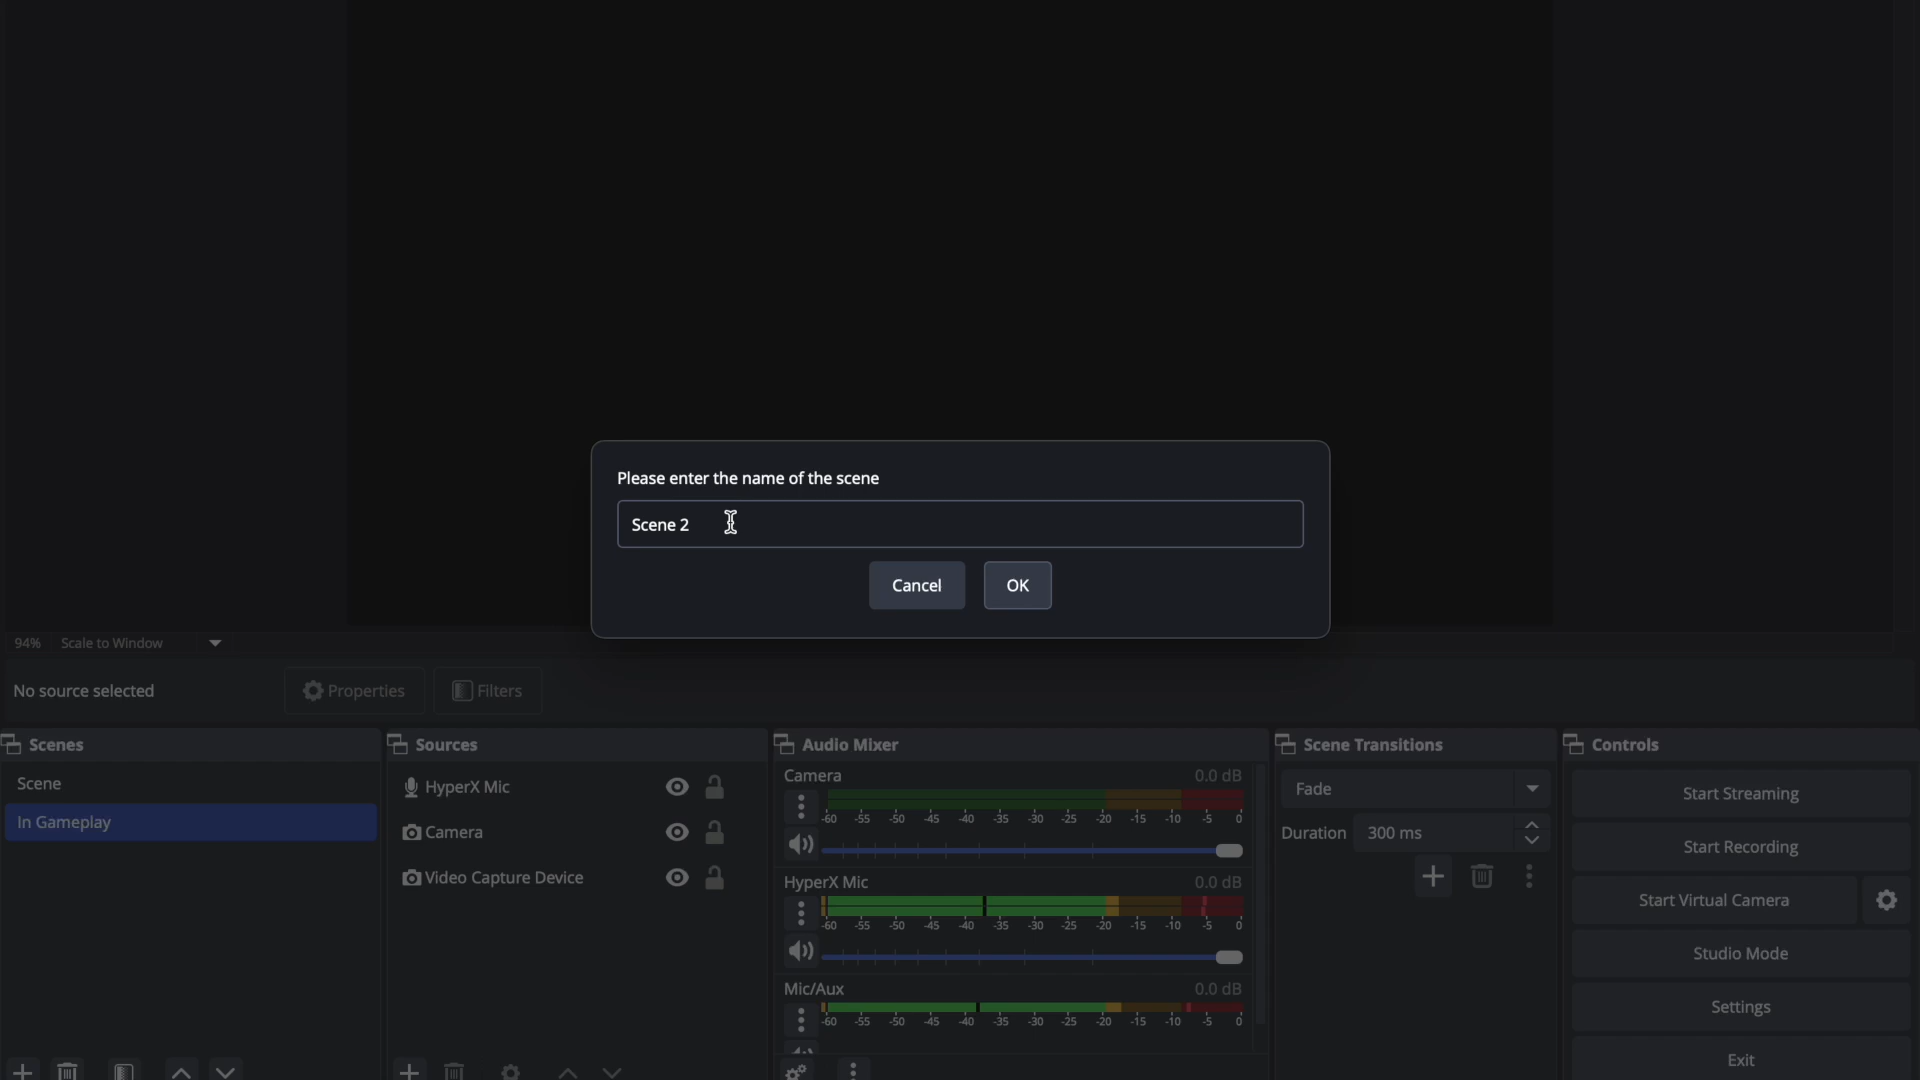 Please enter the name of the scene
Scene 2
Cancel
OK
94% Scale to Window
No source selected
Properties
Filters
Scenes
Scene
In Gameplay
Sources
HyperX Mic
Camera
Video Capture Device
Audio Mixer
Camera 0.0 dB
-60 -55 -50 -45 -40 -35 -30 -25 -20 -15 -10 -5 0
HyperX Mic 0.0 dB
-60 -55 -50 -45 -40 -35 -30 -25 -20 -15 -10 -5 0
Mic/Aux 0.0 dB
-60 -55 -50 -45 -40 -35 -30 -25 -20 -15 -10 -5 0
Scene Transitions
Fade
Duration 300 ms
Controls
Start Streaming
Start Recording
Start Virtual Camera
Studio Mode
Settings
Exit